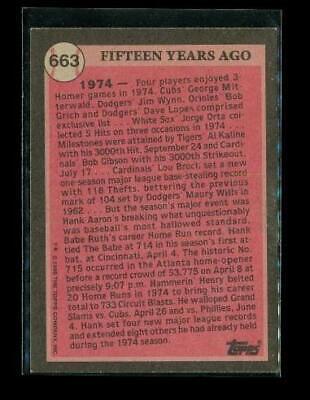 663
FIFTEEN YEARS AGO
1974 — Four players enjoyed 3-
Homer games in 1974. Cubs' George Mit-
terwald, Dodgers' Jim Wynn, Orioles' Bob
Grich and Dodgers' Dave Lopes comprised
exclusive list . . . White Sox' Jorge Orta col-
lected 5 Hits on three occasions in 1974 . . .
Milestones were attained by Tigers' Al Kaline
with his 3000th Hit, September 24 and Cardi-
nals' Bob Gibson with his 3000th Strikeout,
July 17 . . . Cardinals' Lou Brock set a new
one-season major league base-stealing record
with 118 Thefts, bettering the previous mark
of 104 set by Dodgers' Maury Wills in
1962 . . . But the season's major event was
Hank Aaron's breaking what unquestionably
was baseball's most hallowed standard,
Babe Ruth's career Home Run record. Hank
tied The Babe at 714 in his season's first at-
bat, at Cincinnati, April 4. The historic No.
715 occurred in the Atlanta home-opener
before a record crowd of 53,775 on April 8 at
precisely 9:07 p.m. Hammerin' Henry belted
20 Home Runs in 1974 to bring his career
total to 733 Circuit Blasts. He walloped Grand
Slams vs. Cubs, April 26 and vs. Phillies, June
4. Hank set four new major league records
and extended eight others he had already held
during the 1974 season.
© 1989 THE TOPPS COMPANY, INC.
TOPPS